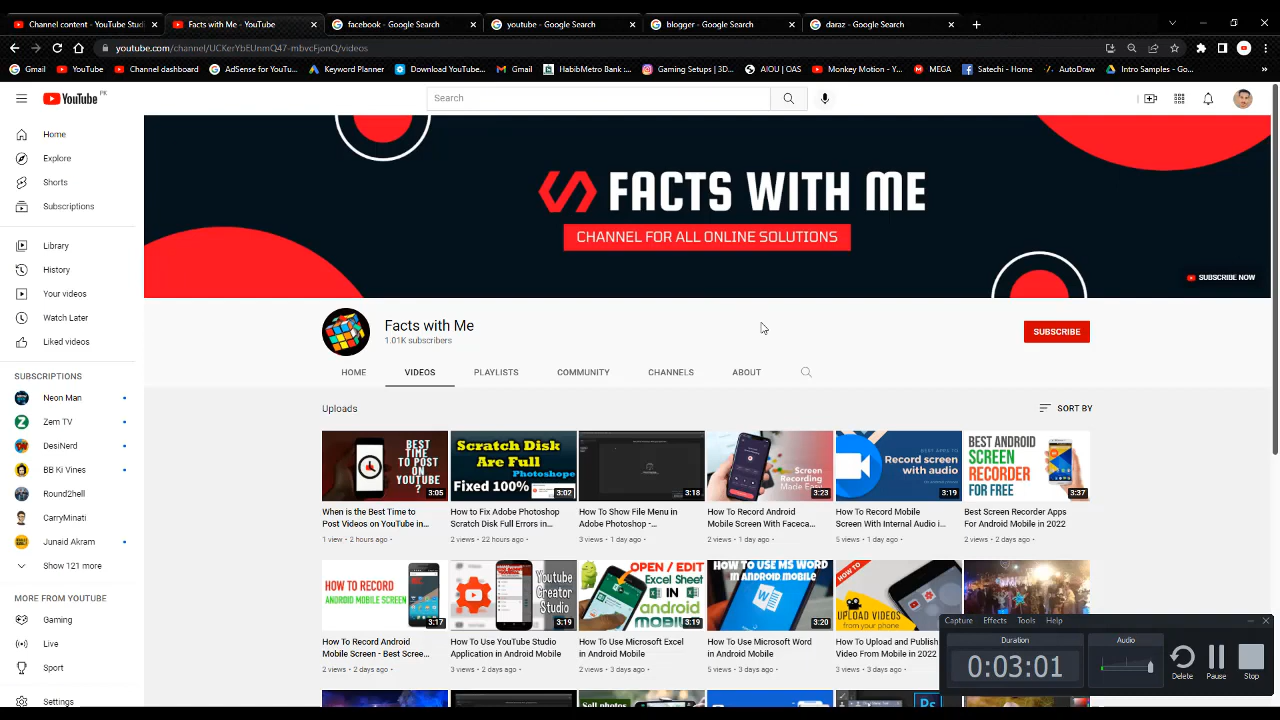 Channel content - YouTube Studi
Facts with Me - YouTube
facebook - Google Search
youtube - Google Search
blogger - Google Search
daraz - Google Search
youtube.com/channel/UCKerYbEUnmQ47-mbvcFjonQ/videos
Gmail
YouTube
Channel dashboard
AdSense for YouTu...
Keyword Planner
Download YouTube...
Gmail
HabibMetro Bank :...
Gaming Setups | 3D...
AIOU | OAS
Monkey Motion - Y...
MEGA
Satechi - Home
AutoDraw
Intro Samples - Go...
YouTube PK
Search
Home
Explore
Shorts
Subscriptions
Library
History
Your videos
Watch Later
Liked videos
SUBSCRIPTIONS
Neon Man
Zem TV
DesiNerd
BB Ki Vines
Round2hell
CarryMinati
Junaid Akram
Show 121 more
MORE FROM YOUTUBE
Gaming
Live
Sport
Settings
FACTS WITH ME
CHANNEL FOR ALL ONLINE SOLUTIONS
SUBSCRIBE NOW
Facts with Me
1.01K subscribers
SUBSCRIBE
HOME VIDEOS PLAYLISTS COMMUNITY CHANNELS ABOUT
Uploads
SORT BY
BEST
TIME
TO POST
ON
YOUTUBE
?
3:05
When is the Best Time to
Post Videos on YouTube in...
1 view • 2 hours ago •
Scratch Disk
Are Full
Photoshope
Fixed 100%
3:02
How to Fix Adobe Photoshop
Scratch Disk Full Errors in...
2 views • 22 hours ago •
3:18
How To Show File Menu in
Adobe Photoshop -...
3 views • 1 day ago •
Screen
Recording
Made Easy
3:23
How To Record Android
Mobile Screen With Faceca...
2 views • 1 day ago •
Record screen
with audio
3:19
How To Record Mobile
Screen With Internal Audio i...
5 views • 1 day ago •
BEST ANDROID
SCREEN
RECORDER
FOR FREE
3:37
Best Screen Recorder Apps
For Android Mobile in 2022
2 views • 2 days ago •
HOW TO RECORD
ANDROID MOBILE SCREEN
3:17
How To Record Android
Mobile Screen - Best Scree...
2 views • 2 days ago •
Youtube
Creator
Studio
3:19
How To Use YouTube Studio
Application in Android Mobile
3 views • 2 days ago •
OPEN / EDIT
Excel Sheet
IN
android
mobile
3:19
How To Use Microsoft Excel
in Android Mobile
2 views • 3 days ago •
HOW TO USE MS WORD
IN ANDROID MOBILE
3:20
How To Use Microsoft Word
in Android Mobile
5 views • 3 days ago •
HOW TO
UPLOAD VIDEOS
FROM your phone
How To Upload and Publish
Video From Mobile in 2022
2 views • 3 days ago •
Sell photos
Ps
Capture Effects Tools Help
Duration
0:03:01
Audio
Delete Pause Stop